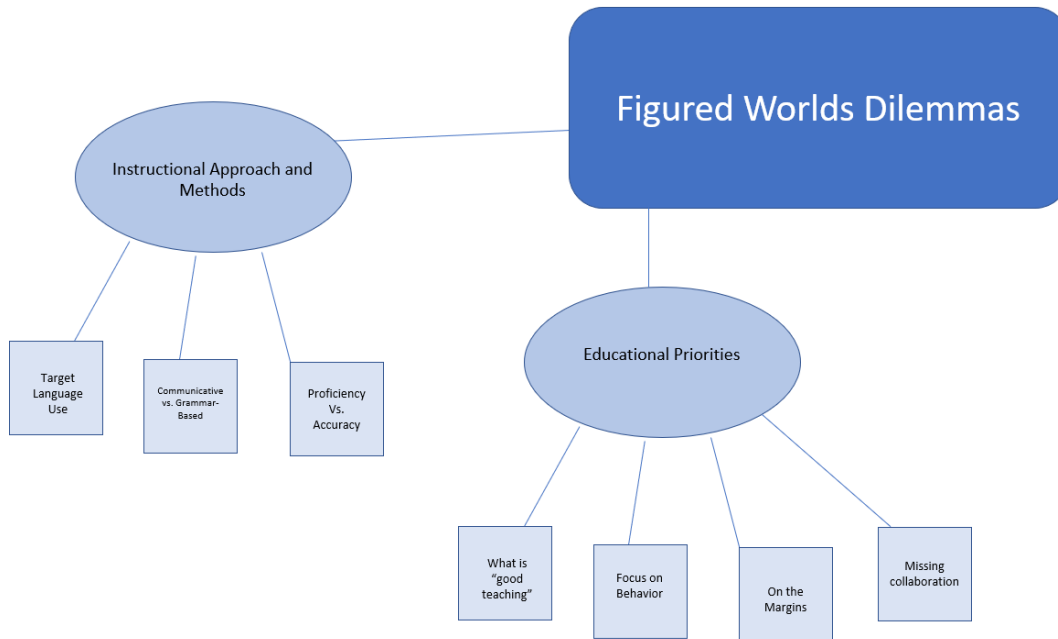 Figured Worlds Dilemmas
Instructional Approach and
Methods
Target
Language
Use
Communicative
vs. Grammar-
Based
Proficiency
Vs.
Accuracy
Educational Priorities
What is
“good
teaching”
Focus on
Behavior
On the
Margins
Missing
collaboration